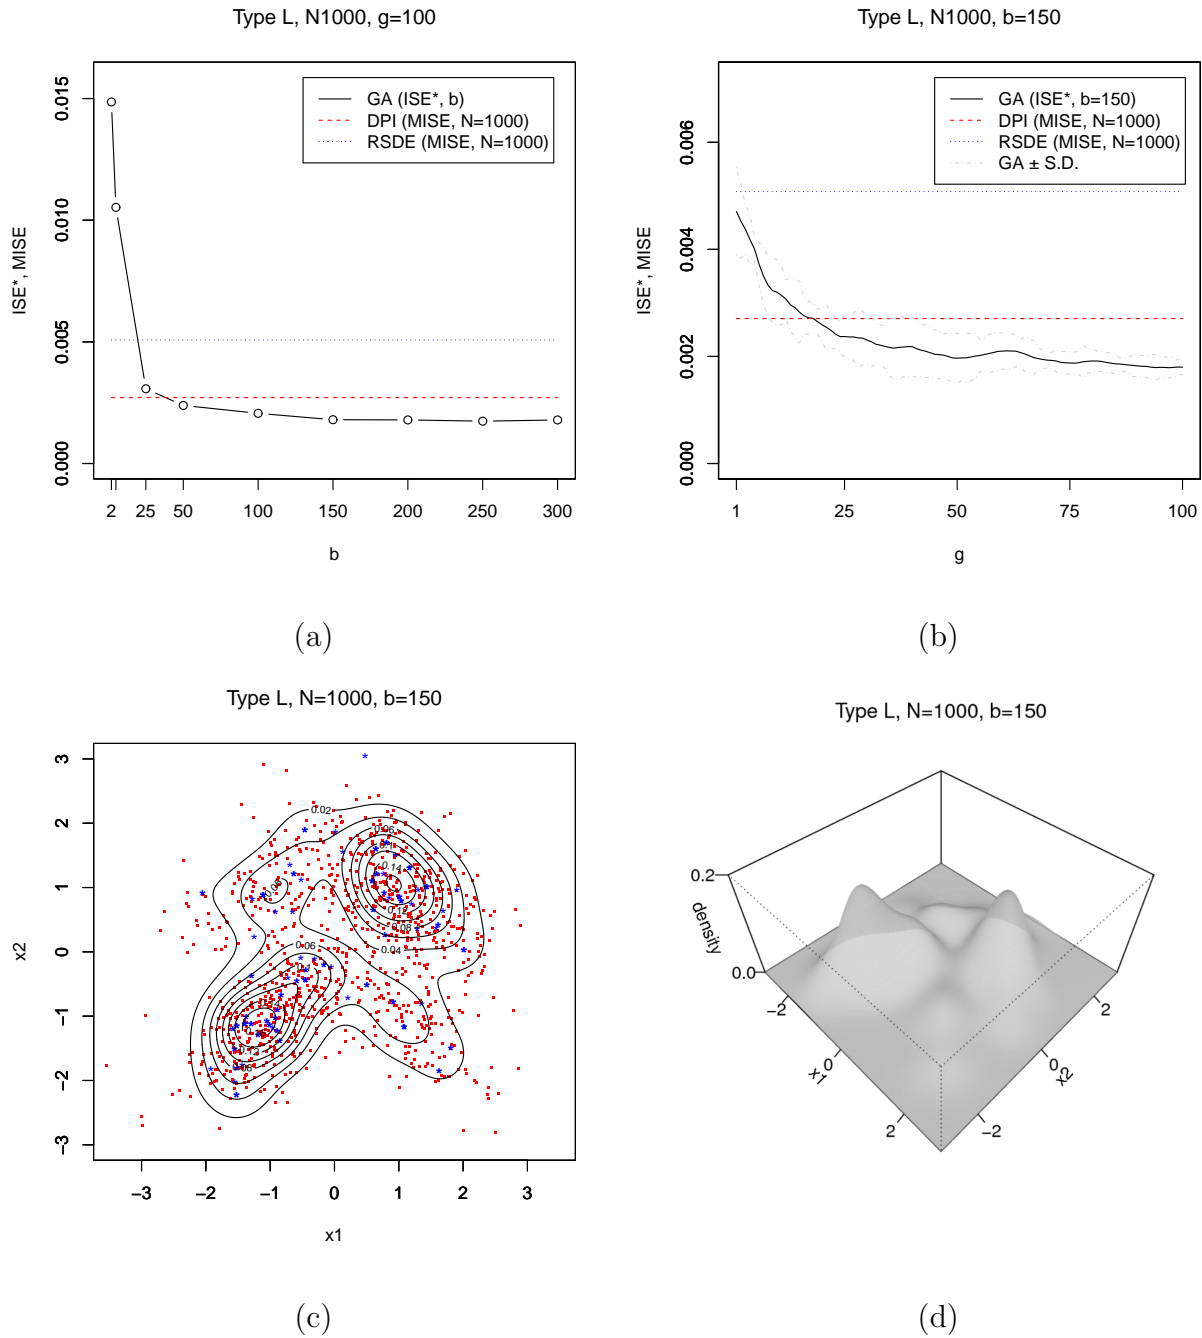 Type L, N1000, g=100
0.015
0.010
0.005
0.000
ISE*, MISE
GA (ISE*, b)
DPI (MISE, N=1000)
RSDE (MISE, N=1000)
2 25 50 100 150 200 250 300
b
(a)
Type L, N1000, b=150
0.006
0.004
0.002
0.000
ISE*, MISE
GA (ISE*, b=150)
DPI (MISE, N=1000)
RSDE (MISE, N=1000)
GA ± S.D.
1 25 50 75 100
g
(b)
Type L, N=1000, b=150
3
2
1
0
−1
−2
−3
x2
0.02
0.06
0.14
0.08
0.04
0.06
−3 −2 −1 0 1 2 3
x1
(c)
Type L, N=1000, b=150
0.2
density
0.0
−2
0
x1
2
2
0
x2
−2
(d)